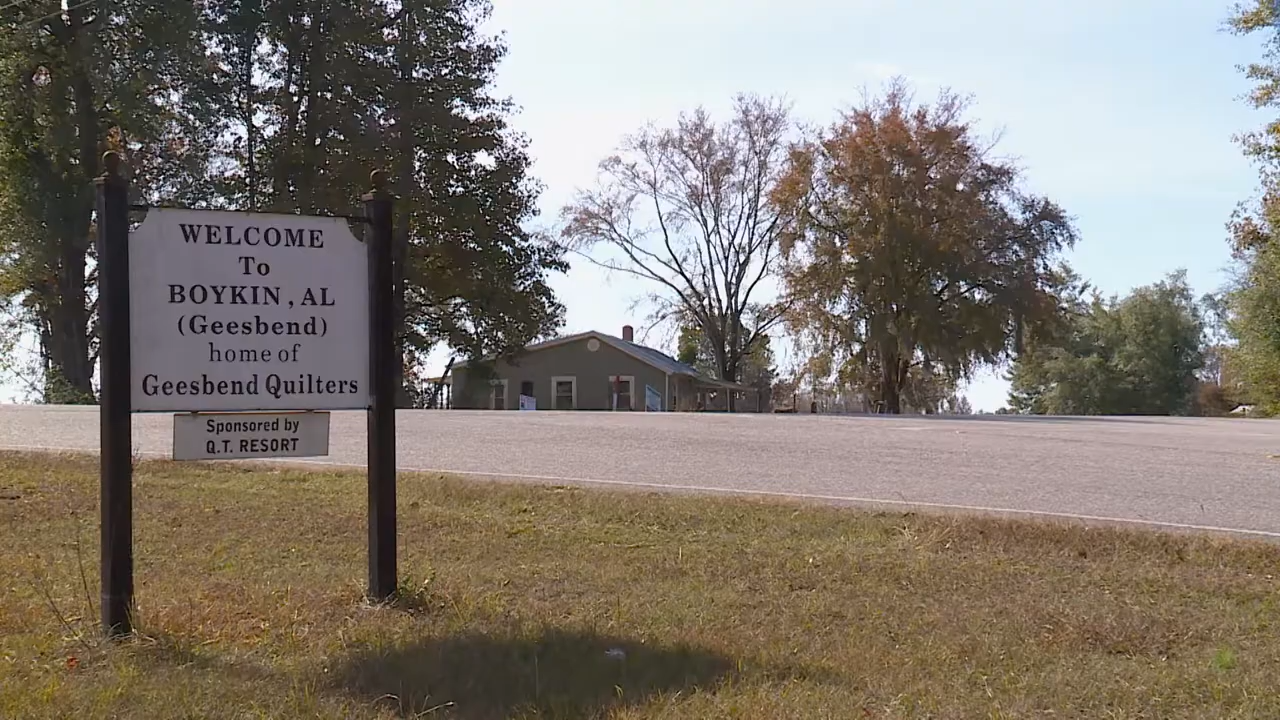 WELCOME
To
BOYKIN, AL
(Geesbend)
home of
Geesbend Quilters
Sponsored by
Q.T. RESORT